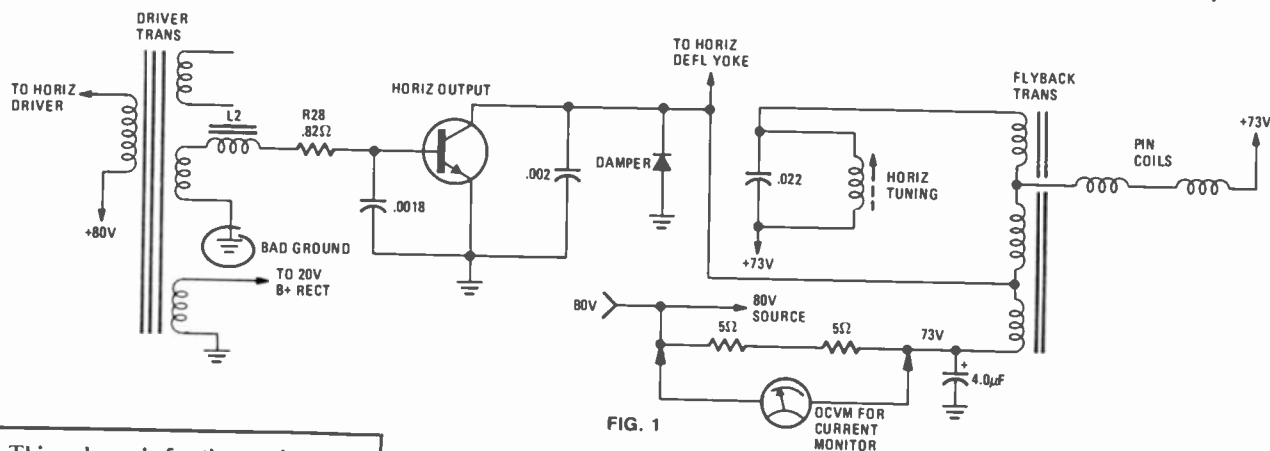 DRIVER
TRANS
TO HORIZ
DRIVER
+80V
L2
R28
.82Ω
HORIZ OUTPUT
.0018
.002
BAD GROUND
TO 20V
B+ RECT
DAMPER
TO HORIZ
DEFL YOKE
.022
HORIZ
TUNING
+73V
FLYBACK
TRANS
PIN
COILS
+73V
80V
80V
SOURCE
5Ω
5Ω
73V
+
4.0µF
OCVM FOR
CURRENT
MONITOR
FIG. 1